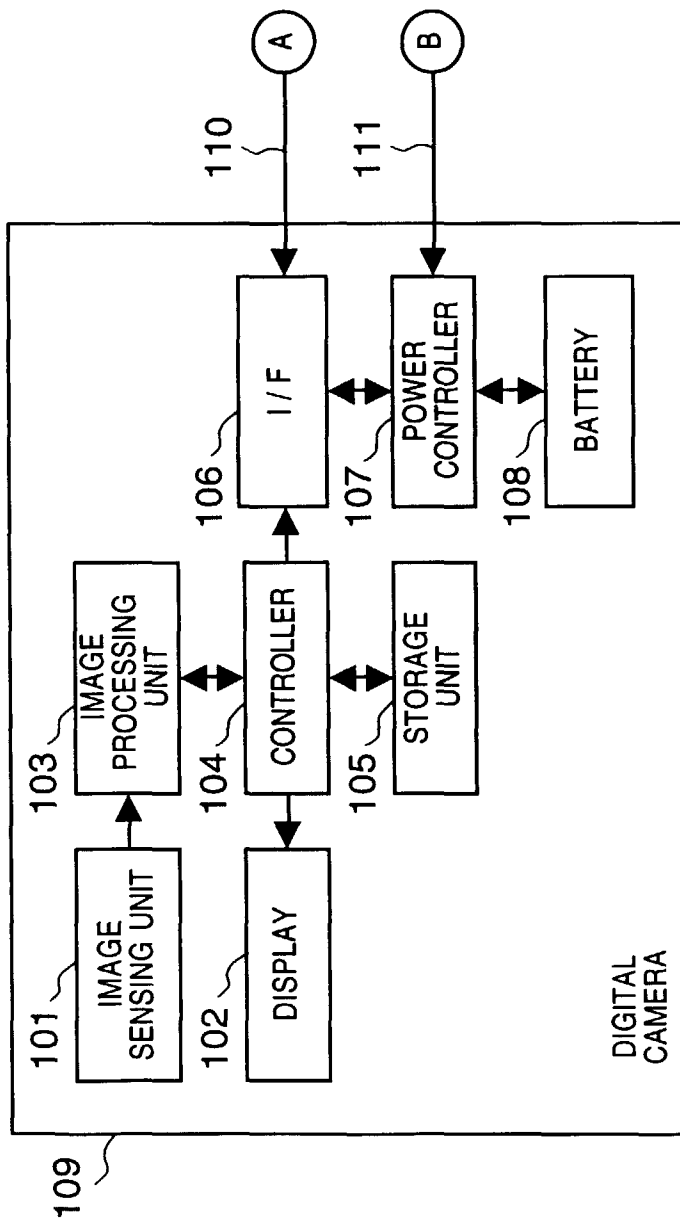 109
101
IMAGE
SENSING UNIT
103
IMAGE
PROCESSING
UNIT
102
DISPLAY
104
CONTROLLER
106
I / F
110
A
105
STORAGE
UNIT
107
POWER
CONTROLLER
111
B
108
BATTERY
DIGITAL
CAMERA